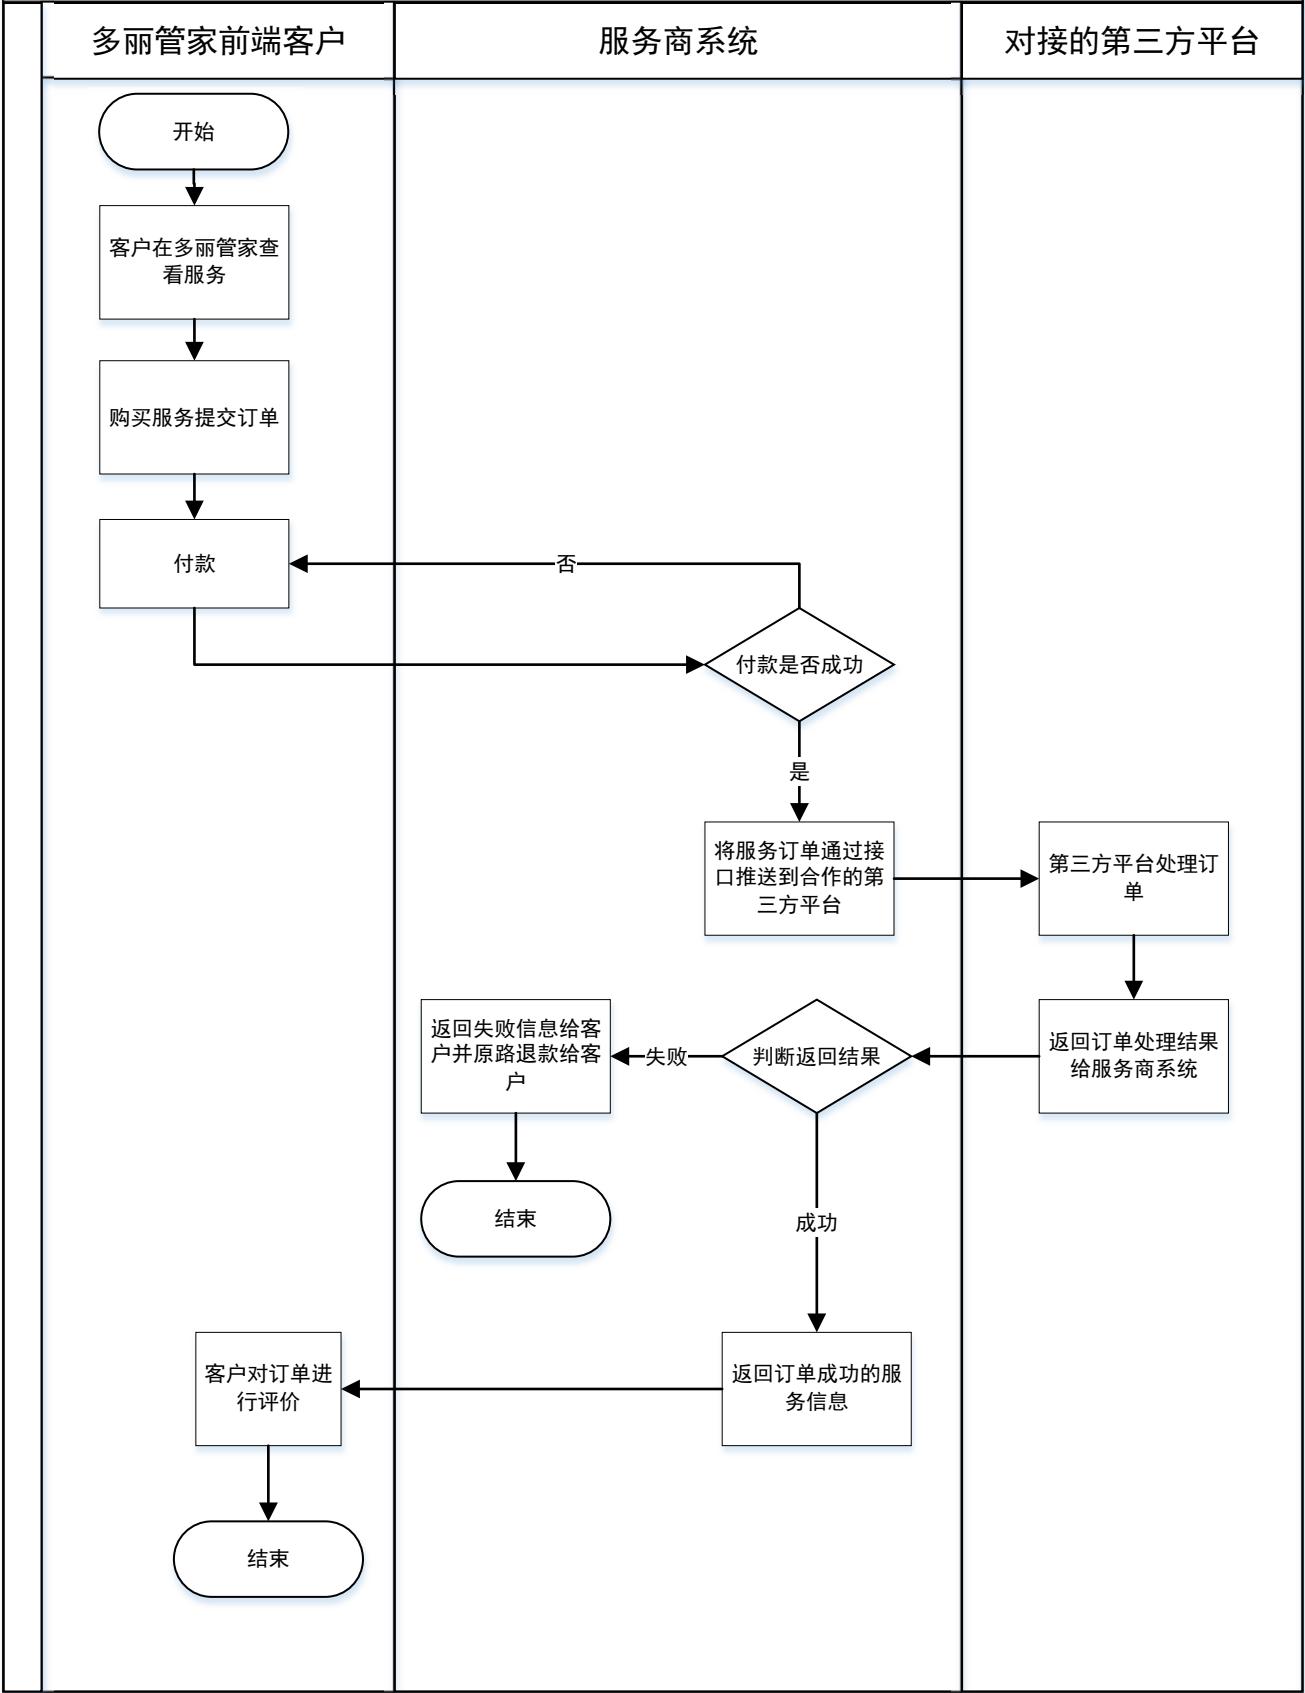 多丽管家前端客户
服务商系统
对接的第三方平台
开始
客户在多丽管家查
看服务
购买服务提交订单
付款
否
付款是否成功
是
将服务订单通过接
口推送到合作的第
三方平台
第三方平台处理订
单
返回失败信息给客
户并原路退款给客
户
失败
判断返回结果
返回订单处理结果
给服务商系统
结束
成功
客户对订单进
行评价
返回订单成功的服
务信息
结束